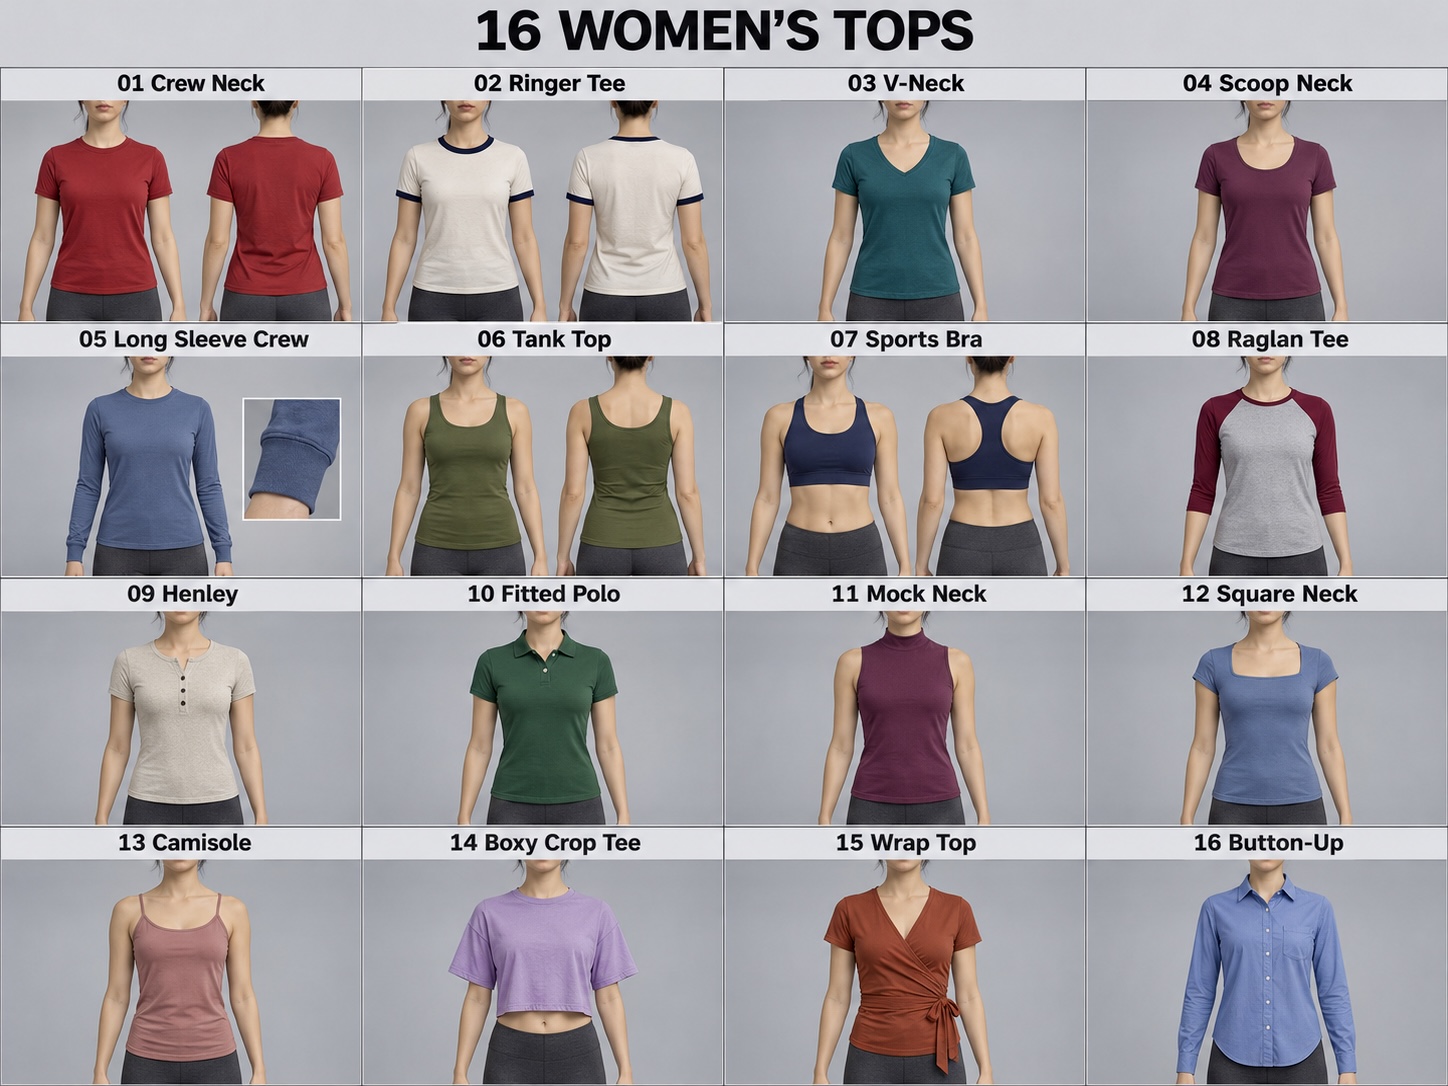 16 WOMEN’S TOPS
01 Crew Neck
02 Ringer Tee
03 V-Neck
04 Scoop Neck
05 Long Sleeve Crew
06 Tank Top
07 Sports Bra
08 Raglan Tee
09 Henley
10 Fitted Polo
11 Mock Neck
12 Square Neck
13 Camisole
14 Boxy Crop Tee
15 Wrap Top
16 Button-Up